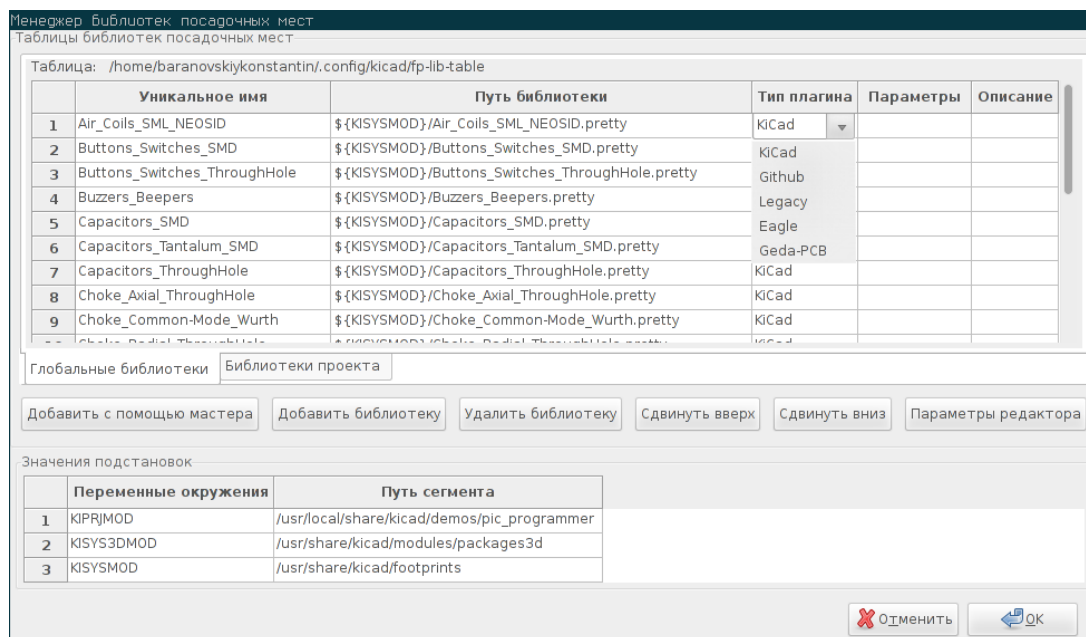 Менеджер Библиотек посадочных мест
Таблицы библиотек посадочных мест
Таблица: /home/baranovskiykonstantin/.config/kicad/fp-lib-table
Уникальное имя Путь библиотеки Тип плагина Параметры Описание
1 Air_Coils_SML_NEOSID ${KISYSMOD}/Air_Coils_SML_NEOSID.pretty KiCad
2 Buttons_Switches_SMD ${KISYSMOD}/Buttons_Switches_SMD.pretty KiCad
3 Buttons_Switches_ThroughHole ${KISYSMOD}/Buttons_Switches_ThroughHole.pretty Github
4 Buzzers_Beepers ${KISYSMOD}/Buzzers_Beepers.pretty Legacy
5 Capacitors_SMD ${KISYSMOD}/Capacitors_SMD.pretty Eagle
6 Capacitors_Tantalum_SMD ${KISYSMOD}/Capacitors_Tantalum_SMD.pretty Geda-PCB
7 Capacitors_ThroughHole ${KISYSMOD}/Capacitors_ThroughHole.pretty KiCad
8 Choke_Axial_ThroughHole ${KISYSMOD}/Choke_Axial_ThroughHole.pretty KiCad
9 Choke_Common-Mode_Wurth ${KISYSMOD}/Choke_Common-Mode_Wurth.pretty KiCad
Глобальные библиотеки Библиотеки проекта
Добавить с помощью мастера Добавить библиотеку Удалить библиотеку Сдвинуть вверх Сдвинуть вниз Параметры редактора
Значения подстановок
Переменные окружения Путь сегмента
1 KIPRJMOD /usr/local/share/kicad/demos/pic_programmer
2 KISYS3DMOD /usr/share/kicad/modules/packages3d
3 KISYSMOD /usr/share/kicad/footprints
Отменить OK